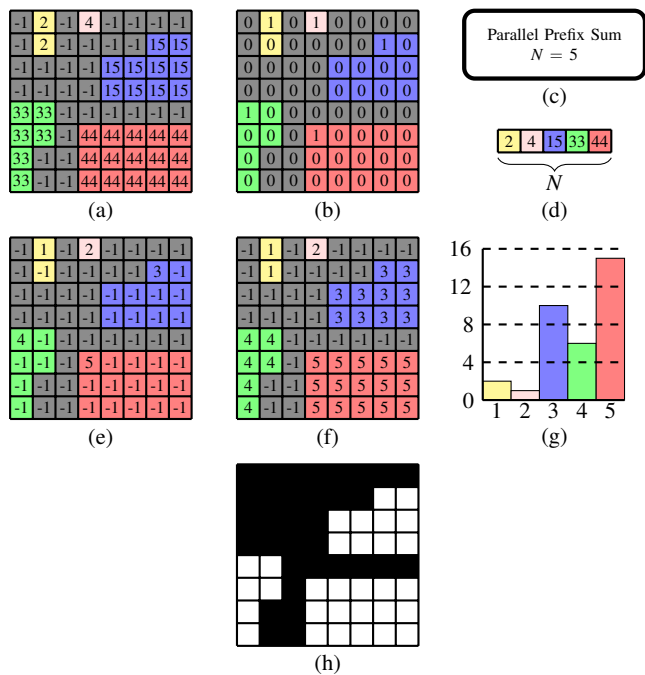 -1 2 -1 4 -1 -1 -1 -1
-1 2 -1 -1 -1 -1 15 15
-1 -1 -1 -1 15 15 15 15
-1 -1 -1 -1 15 15 15 15
33 33 -1 -1 -1 -1 -1 -1
33 33 -1 44 44 44 44 44
33 -1 -1 44 44 44 44 44
33 -1 -1 44 44 44 44 44
(a)
0 1 0 1 0 0 0 0
0 0 0 0 0 0 1 0
0 0 0 0 0 0 0 0
0 0 0 0 0 0 0 0
1 0 0 0 0 0 0 0
0 0 0 1 0 0 0 0
0 0 0 0 0 0 0 0
0 0 0 0 0 0 0 0
(b)
Parallel Prefix Sum
N = 5
(c)
2 4 15 33 44
N
(d)
-1 1 -1 2 -1 -1 -1 -1
-1 -1 -1 -1 -1 -1 3 -1
-1 -1 -1 -1 -1 -1 -1 -1
-1 -1 -1 -1 -1 -1 -1 -1
4 -1 -1 -1 -1 -1 -1 -1
-1 -1 -1 5 -1 -1 -1 -1
-1 -1 -1 -1 -1 -1 -1 -1
-1 -1 -1 -1 -1 -1 -1 -1
(e)
-1 1 -1 2 -1 -1 -1 -1
-1 1 -1 -1 -1 -1 3 3
-1 -1 -1 -1 3 3 3 3
-1 -1 -1 -1 3 3 3 3
4 4 -1 -1 -1 -1 -1 -1
4 4 -1 5 5 5 5 5
4 -1 -1 5 5 5 5 5
4 -1 -1 5 5 5 5 5
(f)
16
12
8
4
0
1 2 3 4 5
(g)
(h)